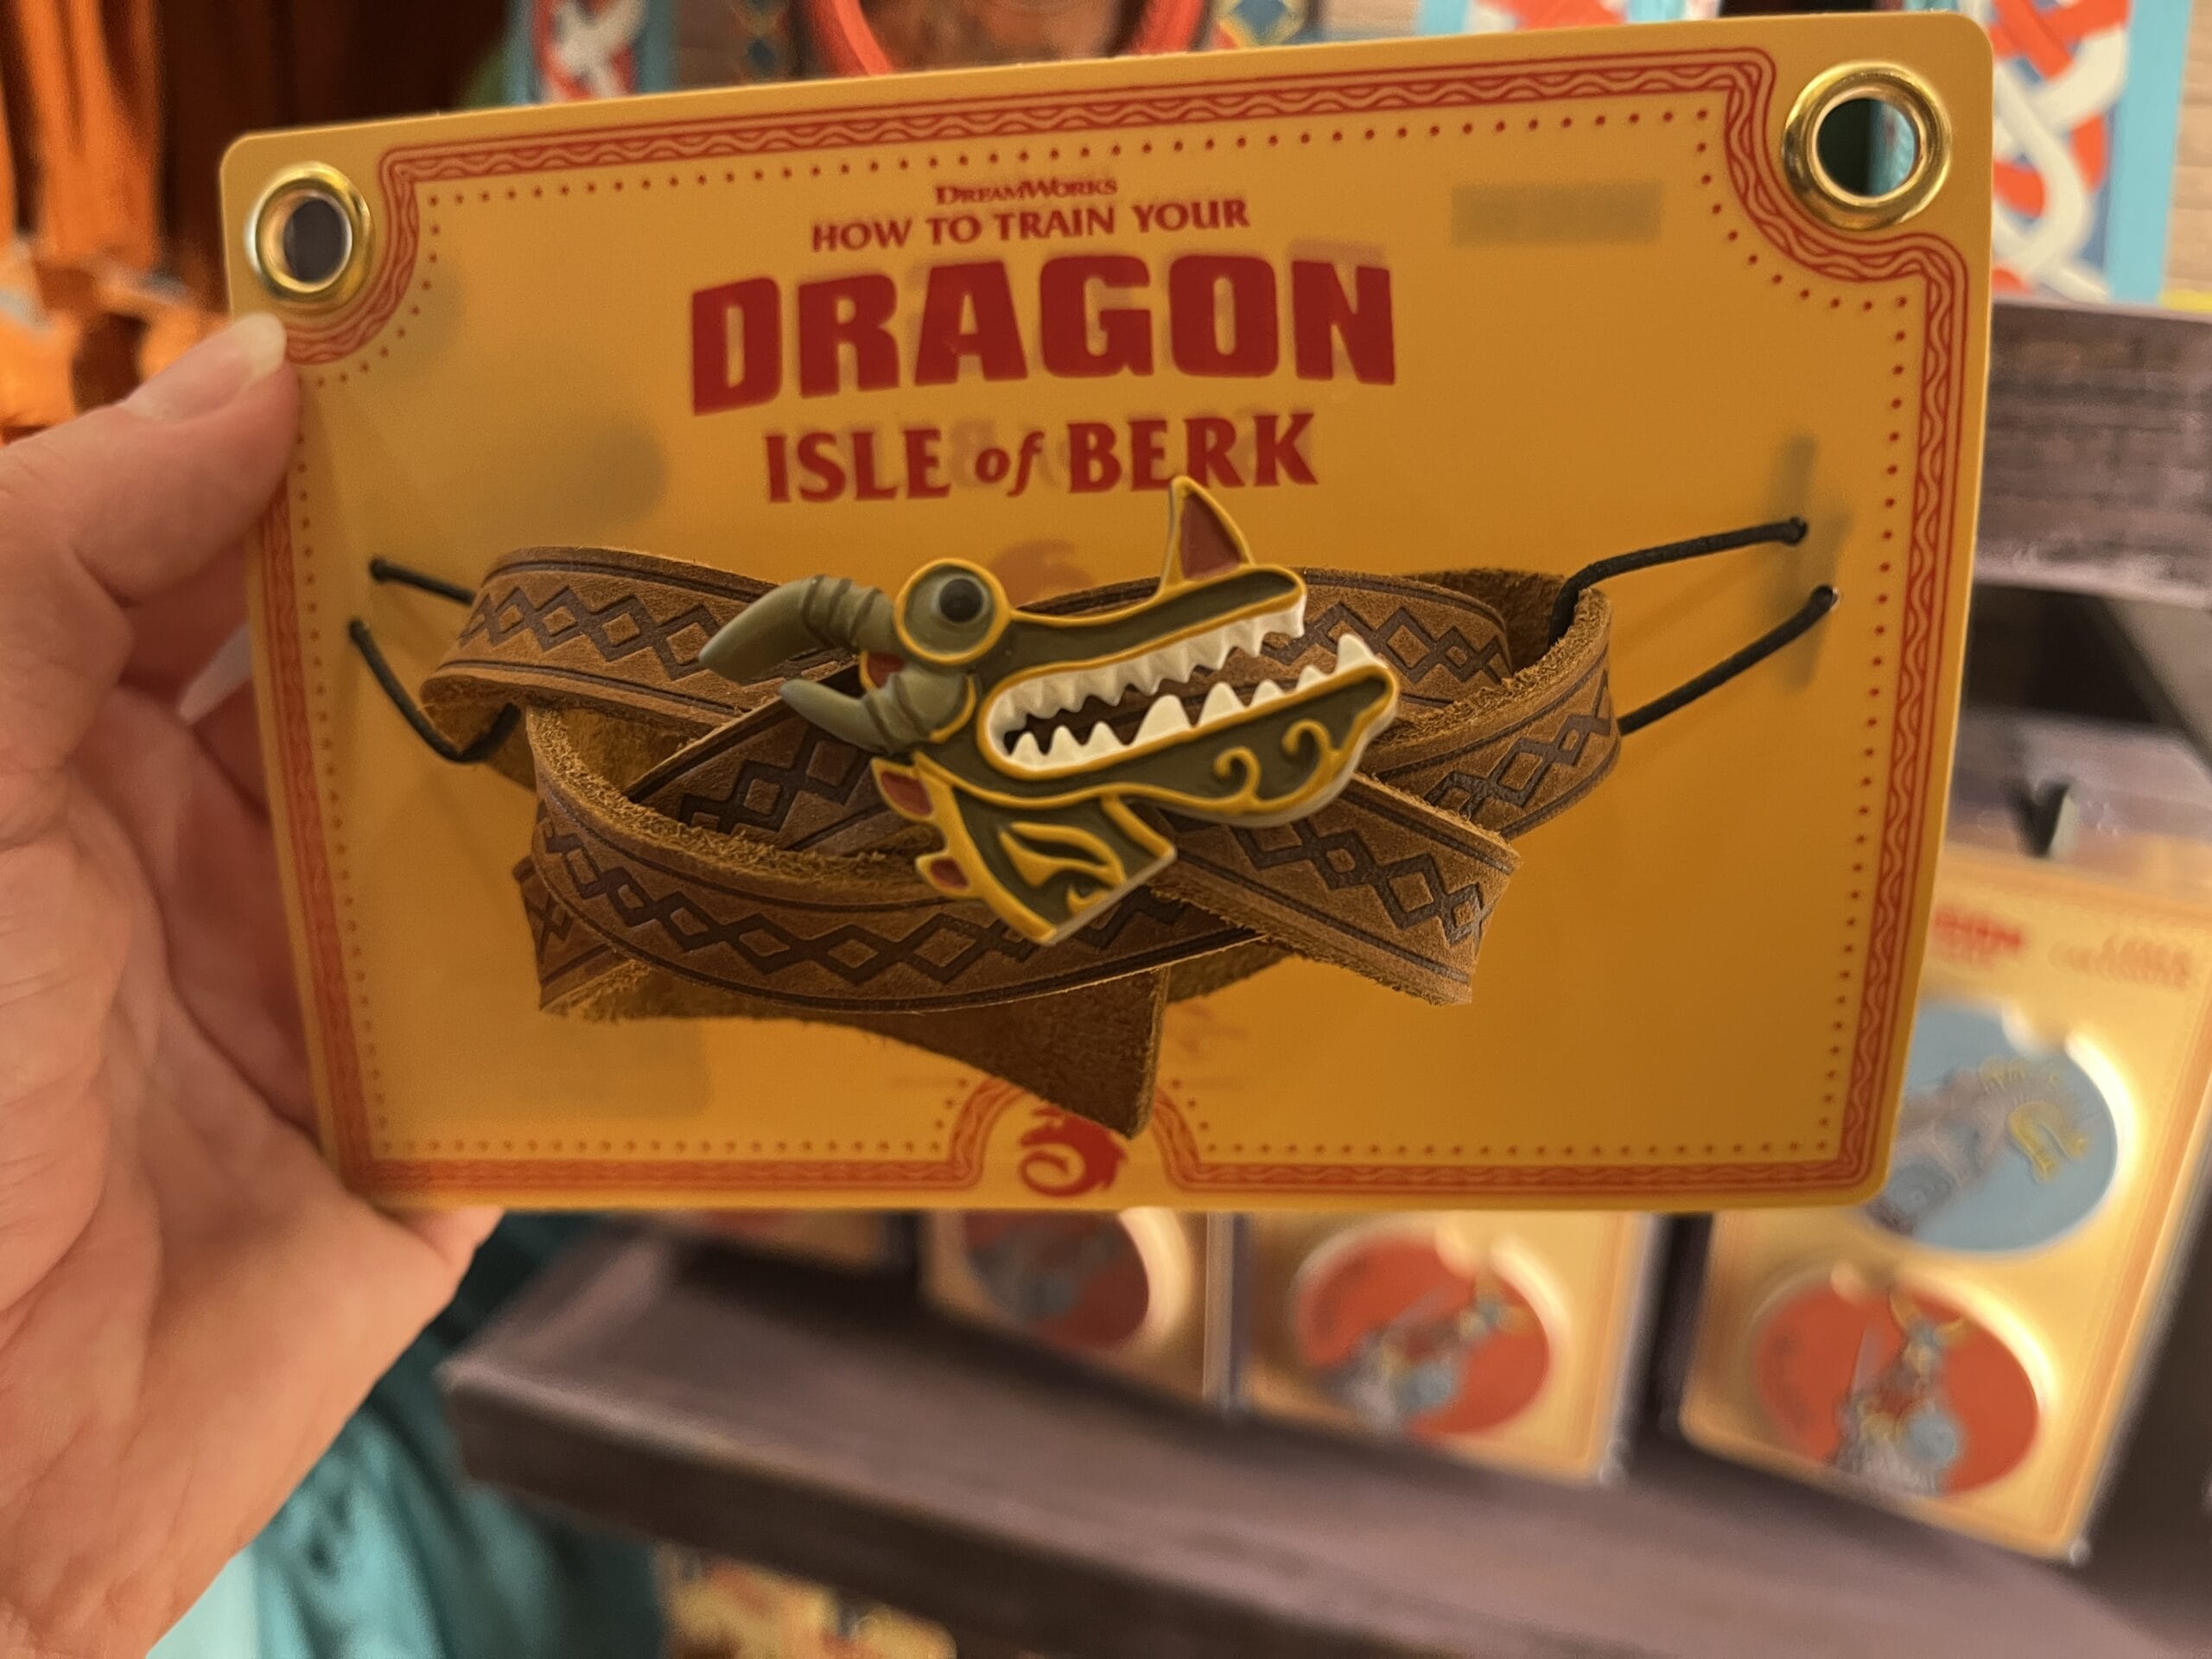 DREAMWORKS
HOW TO TRAIN YOUR
DRAGON
ISLE of BERK